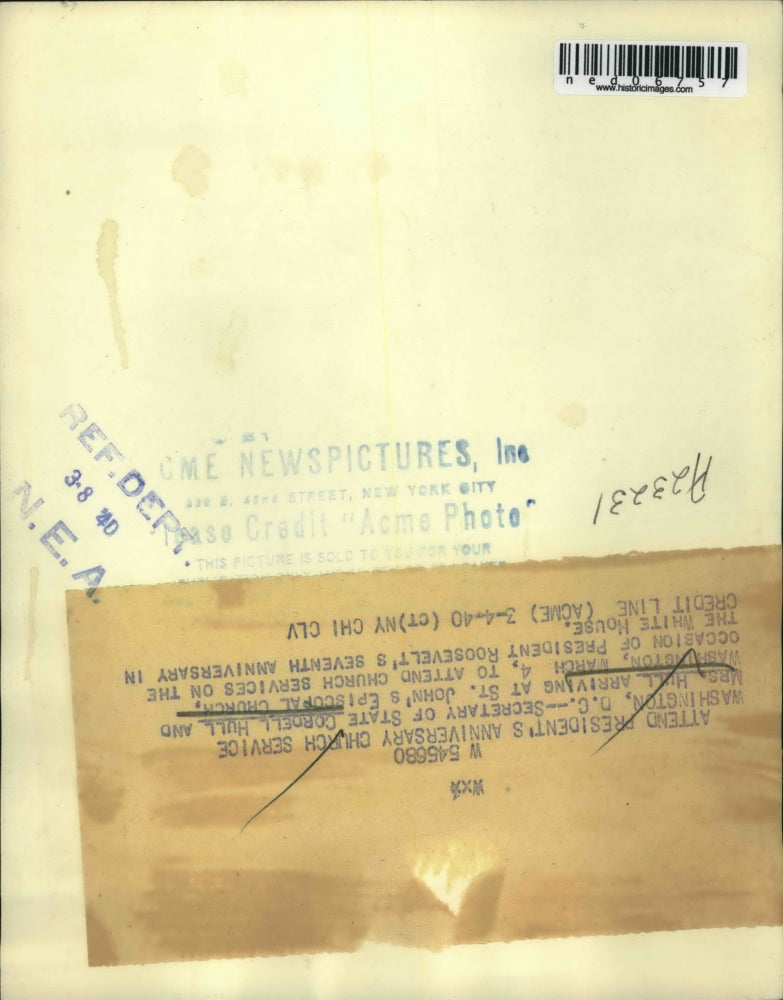 ned06757
www.historicimages.com
REF. DEPT.
3-8 '40
N. E. A.
CME NEWSPICTURES, Inc
STREET, NEW YORK CITY
ease Credit "Acme Photo"
THIS PICTURE IS SOLD TO YOU FOR YOUR
A23231
WXX
W 545680
ATTEND PRESIDENT'S ANNIVERSARY CHURCH SERVICE
WASHINGTON, D.C.--SECRETARY OF STATE CORDELL HULL AND
MRS. HULL ARRIVING AT ST. JOHN'S EPISCOPAL CHURCH,
WASHINGTON, MARCH 4, TO ATTEND CHURCH SERVICES ON THE
OCCASION OF PRESIDENT ROOSEVELT'S SEVENTH ANNIVERSARY IN
THE WHITE HOUSE.
CREDIT LINE (ACME) 3-4-40 (CT)NY CHI CLV